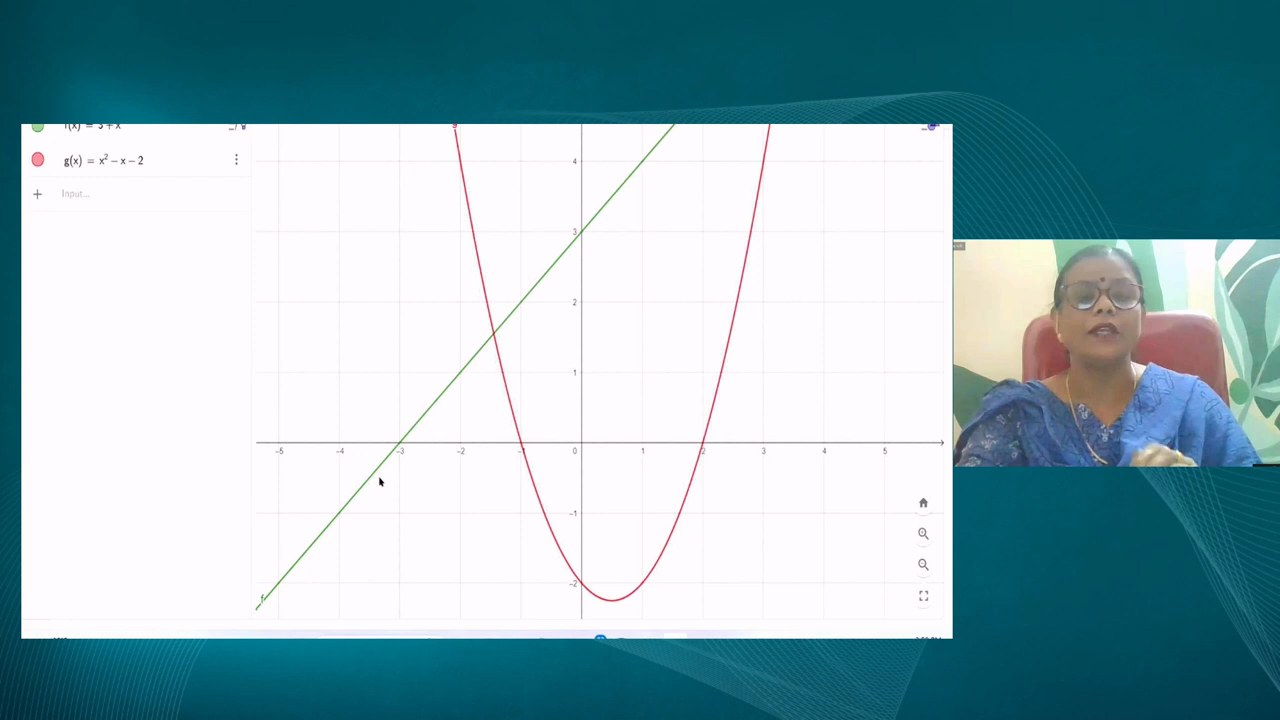 f(x) = 3 + x
g(x) = x² − x − 2
+ Input...
g
4
3
2
1
−5 −4 −3 −2 −1 0 1 2 3 4 5
−1
−2
f